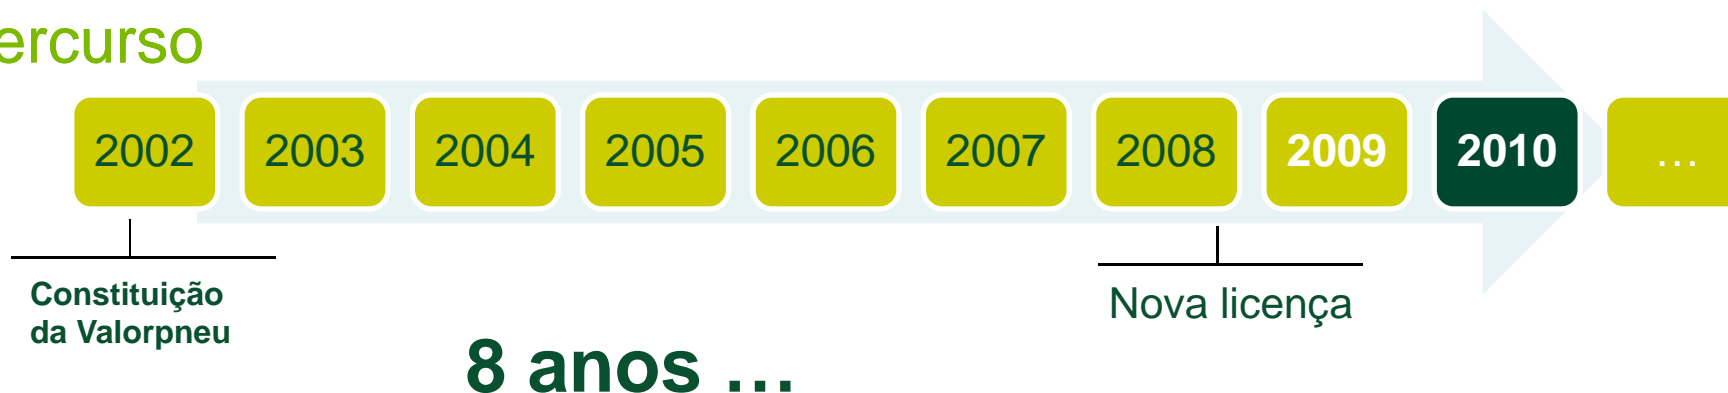 ercurso
2002 2003 2004 2005 2006 2007 2008 2009 2010 …
Constituição
da Valorpneu
Nova licença
8 anos …